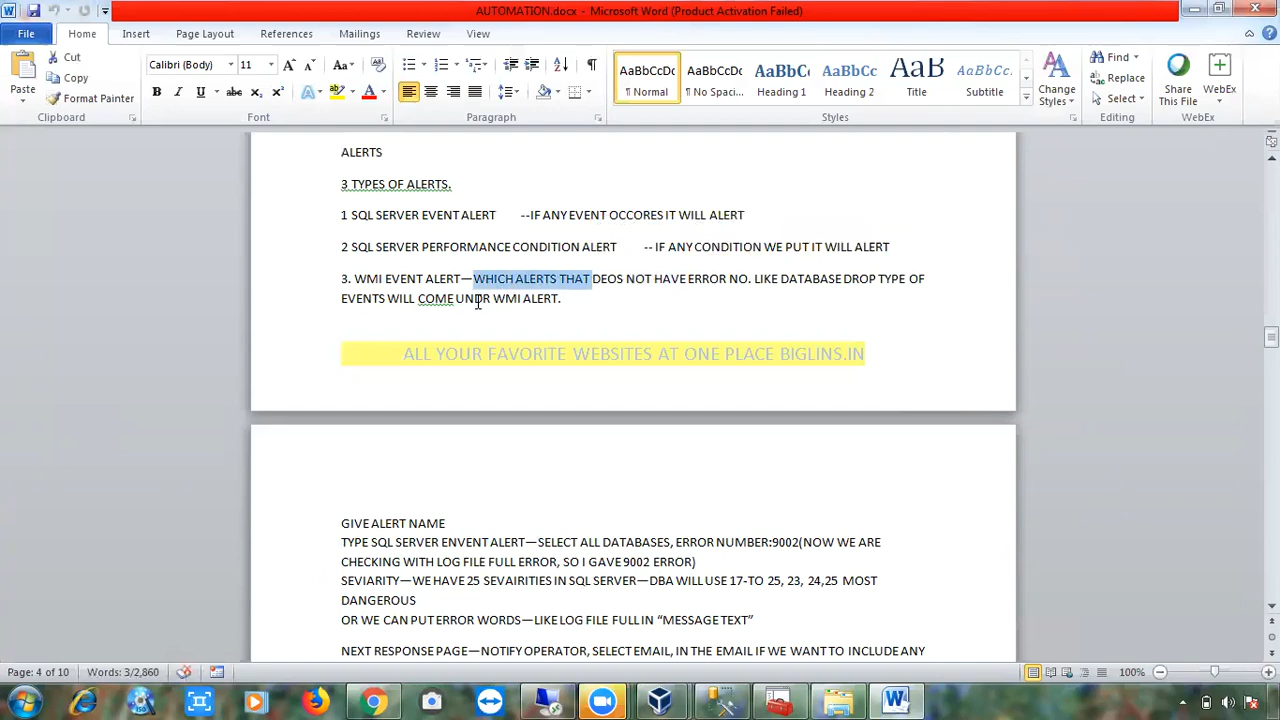 AUTOMATION.docx - Microsoft Word (Product Activation Failed)
File Home Insert Page Layout References Mailings Review View
Paste
Cut
Copy
Format Painter
Clipboard
Calibri (Body) 11
Font
Paragraph
AaBbCcDc AaBbCcDc AaBbCc AaBbCc AaB AaBbCcL
¶ Normal ¶ No Spaci... Heading 1 Heading 2 Title Subtitle
Change Styles
Styles
Find
Replace
Select
Editing
Share This File
WebEx
WebEx
ALERTS
3 TYPES OF ALERTS.
1 SQL SERVER EVENT ALERT --IF ANY EVENT OCCORES IT WILL ALERT
2 SQL SERVER PERFORMANCE CONDITION ALERT -- IF ANY CONDITION WE PUT IT WILL ALERT
3. WMI EVENT ALERT—WHICH ALERTS THAT DEOS NOT HAVE ERROR NO. LIKE DATABASE DROP TYPE OF
EVENTS WILL COME UNDR WMI ALERT.
ALL YOUR FAVORITE WEBSITES AT ONE PLACE BIGLINS.IN
GIVE ALERT NAME
TYPE SQL SERVER ENVENT ALERT—SELECT ALL DATABASES, ERROR NUMBER:9002(NOW WE ARE
CHECKING WITH LOG FILE FULL ERROR, SO I GAVE 9002 ERROR)
SEVIARITY—WE HAVE 25 SEVAIRITIES IN SQL SERVER—DBA WILL USE 17-TO 25, 23, 24,25 MOST
DANGEROUS
OR WE CAN PUT ERROR WORDS—LIKE LOG FILE FULL IN “MESSAGE TEXT”
NEXT RESPONSE PAGE—NOTIFY OPERATOR, SELECT EMAIL, IN THE EMAIL IF WE WANT TO INCLUDE ANY
Page: 4 of 10 Words: 3/2,860 100%